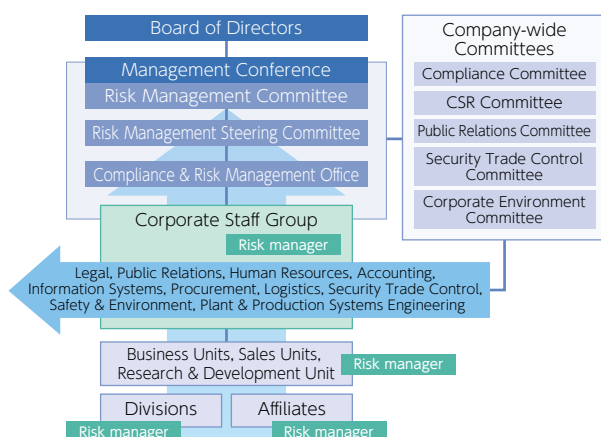 Board of Directors
Management Conference
Risk Management Committee
Risk Management Steering Committee
Compliance & Risk Management Office
Company-wide
Committees
Compliance Committee
CSR Committee
Public Relations Committee
Security Trade Control
Committee
Corporate Environment
Committee
Corporate Staff Group
Risk manager
Legal, Public Relations, Human Resources, Accounting,
Information Systems, Procurement, Logistics, Security Trade Control,
Safety & Environment, Plant & Production Systems Engineering
Business Units, Sales Units,
Research & Development Unit
Risk manager
Divisions
Risk manager
Affiliates
Risk manager